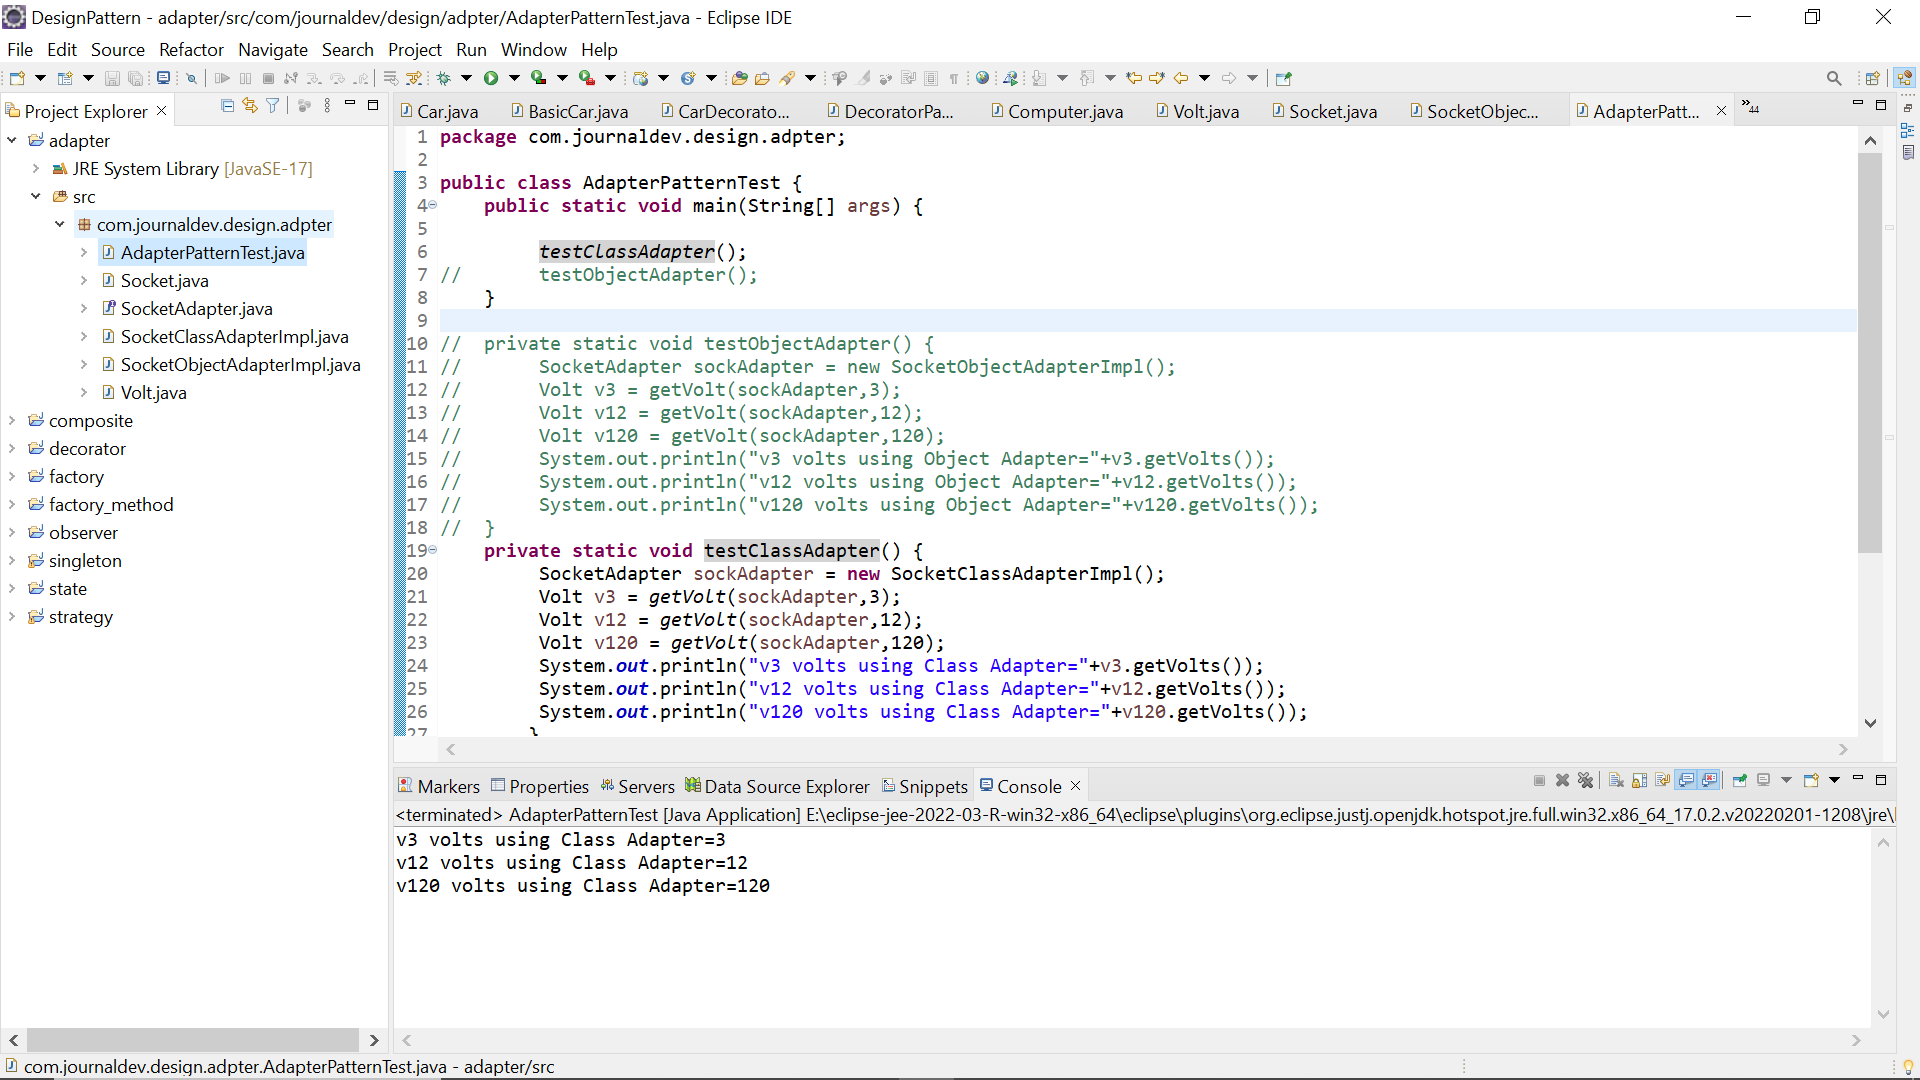 DesignPattern - adapter/src/com/journaldev/design/adpter/AdapterPatternTest.java - Eclipse IDE
File Edit Source Refactor Navigate Search Project Run Window Help
Project Explorer
adapter
JRE System Library [JavaSE-17]
src
com.journaldev.design.adpter
AdapterPatternTest.java
Socket.java
SocketAdapter.java
SocketClassAdapterImpl.java
SocketObjectAdapterImpl.java
Volt.java
composite
decorator
factory
factory_method
observer
singleton
state
strategy
Car.java BasicCar.java CarDecorato... DecoratorPa... Computer.java Volt.java Socket.java SocketObjec... AdapterPatt... »44
1 package com.journaldev.design.adpter;
2
3 public class AdapterPatternTest {
4 public static void main(String[] args) {
5
6 testClassAdapter();
7 // testObjectAdapter();
8 }
9
10 // private static void testObjectAdapter() {
11 // SocketAdapter sockAdapter = new SocketObjectAdapterImpl();
12 // Volt v3 = getVolt(sockAdapter,3);
13 // Volt v12 = getVolt(sockAdapter,12);
14 // Volt v120 = getVolt(sockAdapter,120);
15 // System.out.println("v3 volts using Object Adapter="+v3.getVolts());
16 // System.out.println("v12 volts using Object Adapter="+v12.getVolts());
17 // System.out.println("v120 volts using Object Adapter="+v120.getVolts());
18 // }
19 private static void testClassAdapter() {
20 SocketAdapter sockAdapter = new SocketClassAdapterImpl();
21 Volt v3 = getVolt(sockAdapter,3);
22 Volt v12 = getVolt(sockAdapter,12);
23 Volt v120 = getVolt(sockAdapter,120);
24 System.out.println("v3 volts using Class Adapter="+v3.getVolts());
25 System.out.println("v12 volts using Class Adapter="+v12.getVolts());
26 System.out.println("v120 volts using Class Adapter="+v120.getVolts());
27 }
Markers Properties Servers Data Source Explorer Snippets Console
<terminated> AdapterPatternTest [Java Application] E:\eclipse-jee-2022-03-R-win32-x86_64\eclipse\plugins\org.eclipse.justj.openjdk.hotspot.jre.full.win32.x86_64_17.0.2.v20220201-1208\jre\
v3 volts using Class Adapter=3
v12 volts using Class Adapter=12
v120 volts using Class Adapter=120
com.journaldev.design.adpter.AdapterPatternTest.java - adapter/src